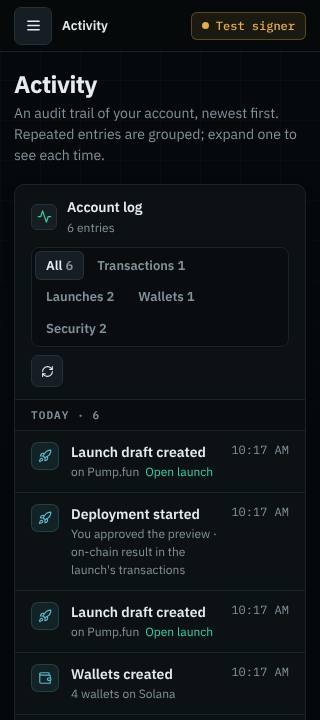 Activity
Test signer
Activity
An audit trail of your account, newest first.
Repeated entries are grouped; expand one to
see each time.
Account log
6 entries
All 6
Transactions 1
Launches 2
Wallets 1
Security 2
TODAY · 6
Launch draft created
10:17 AM
on Pump.fun Open launch
Deployment started
10:17 AM
You approved the preview ·
on-chain result in the
launch's transactions
Launch draft created
10:17 AM
on Pump.fun Open launch
Wallets created
10:17 AM
4 wallets on Solana